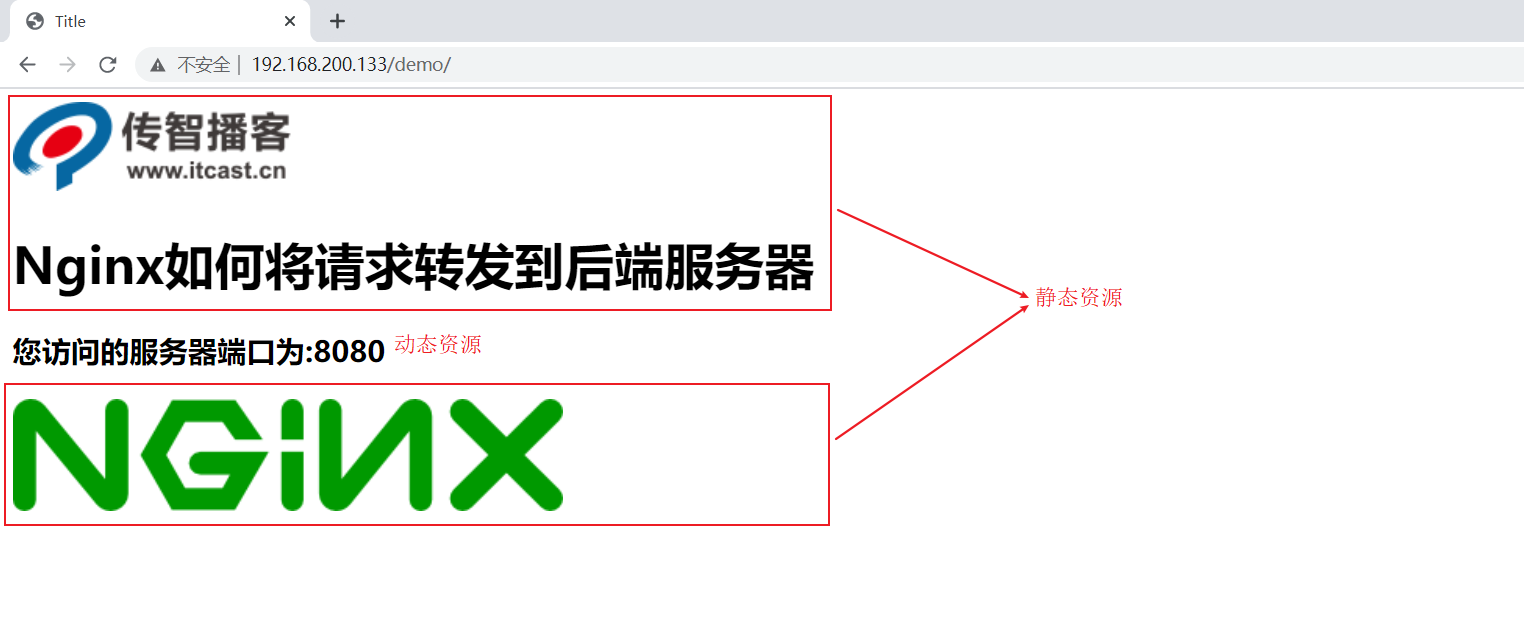 Title
不安全 | 192.168.200.133/demo/
传智播客
www.itcast.cn
Nginx如何将请求转发到后端服务器
静态资源
您访问的服务器端口为:8080 动态资源
NGiNX